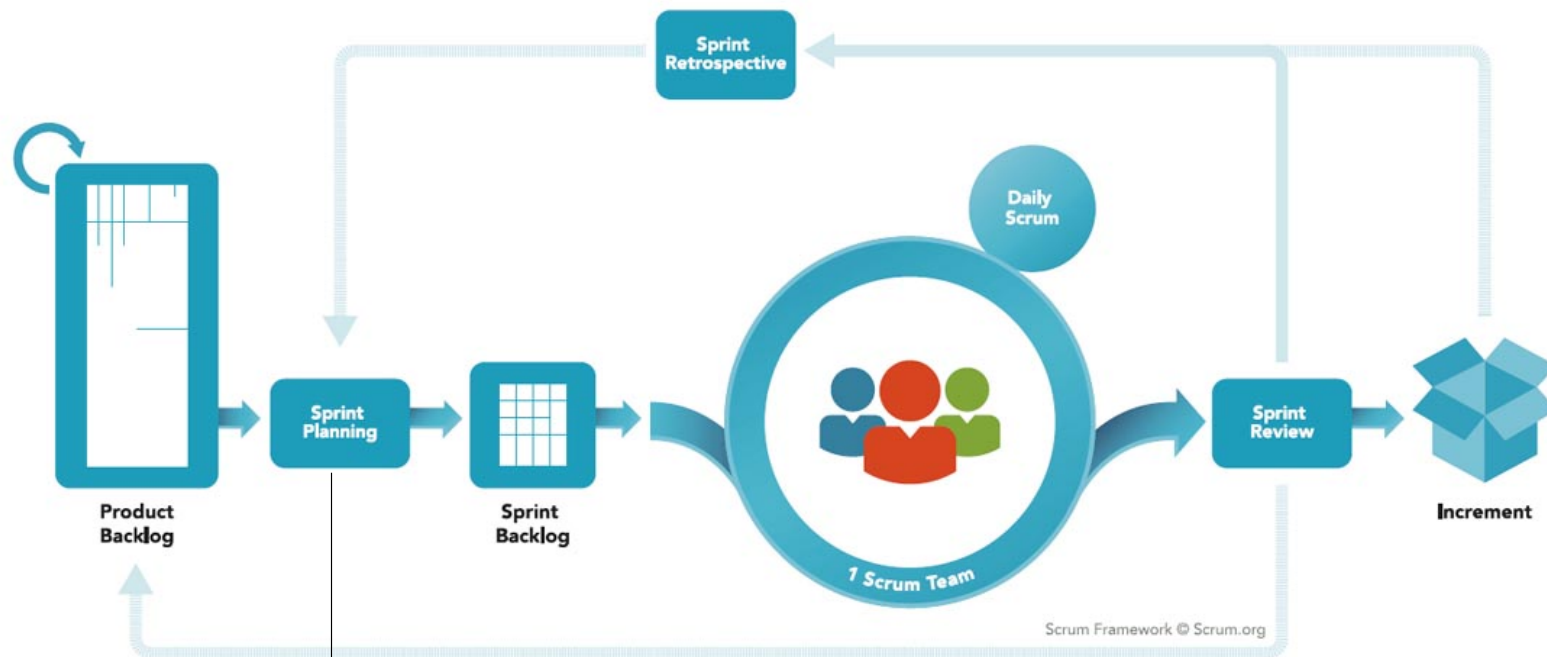 Sprint
Retrospective
Daily
Scrum
Sprint
Planning
Sprint
Review
Product
Backlog
Sprint
Backlog
Increment
1 Scrum Team
Scrum Framework © Scrum.org